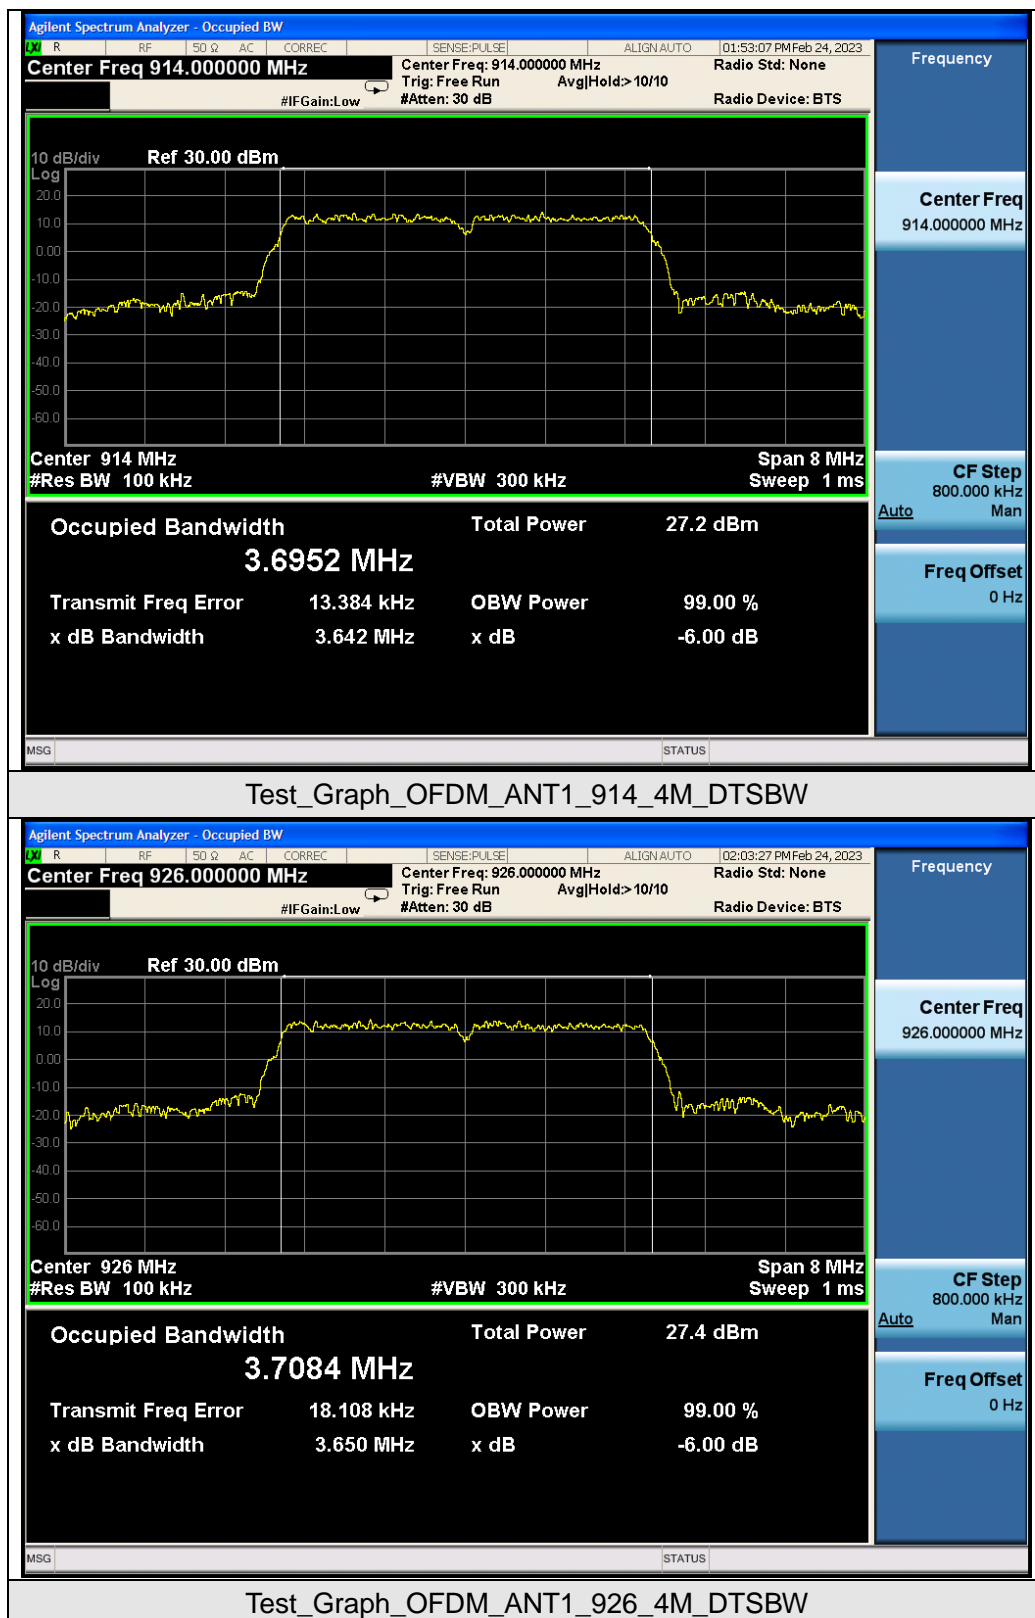 Agilent Spectrum Analyzer - Occupied BW
LXI R RF 50 Ω AC CORREC SENSE:PULSE ALIGN AUTO 01:53:07 PM Feb 24, 2023
Center Freq 914.000000 MHz
Center Freq: 914.000000 MHz Radio Std: None
Trig: Free Run Avg|Hold:> 10/10
#IFGain:Low #Atten: 30 dB Radio Device: BTS
Frequency
10 dB/div Ref 30.00 dBm
Log
20.0
10.0
0.00
-10.0
-20.0
-30.0
-40.0
-50.0
-60.0
Center 914 MHz Span 8 MHz
#Res BW 100 kHz #VBW 300 kHz Sweep 1 ms
Center Freq
914.000000 MHz
CF Step
800.000 kHz
Auto Man
Freq Offset
0 Hz
Occupied Bandwidth Total Power 27.2 dBm
3.6952 MHz
Transmit Freq Error 13.384 kHz OBW Power 99.00 %
x dB Bandwidth 3.642 MHz x dB -6.00 dB
MSG STATUS
Test_Graph_OFDM_ANT1_914_4M_DTSBW
Agilent Spectrum Analyzer - Occupied BW
LXI R RF 50 Ω AC CORREC SENSE:PULSE ALIGN AUTO 02:03:27 PM Feb 24, 2023
Center Freq 926.000000 MHz
Center Freq: 926.000000 MHz Radio Std: None
Trig: Free Run Avg|Hold:> 10/10
#IFGain:Low #Atten: 30 dB Radio Device: BTS
Frequency
10 dB/div Ref 30.00 dBm
Log
20.0
10.0
0.00
-10.0
-20.0
-30.0
-40.0
-50.0
-60.0
Center 926 MHz Span 8 MHz
#Res BW 100 kHz #VBW 300 kHz Sweep 1 ms
Center Freq
926.000000 MHz
CF Step
800.000 kHz
Auto Man
Freq Offset
0 Hz
Occupied Bandwidth Total Power 27.4 dBm
3.7084 MHz
Transmit Freq Error 18.108 kHz OBW Power 99.00 %
x dB Bandwidth 3.650 MHz x dB -6.00 dB
MSG STATUS
Test_Graph_OFDM_ANT1_926_4M_DTSBW